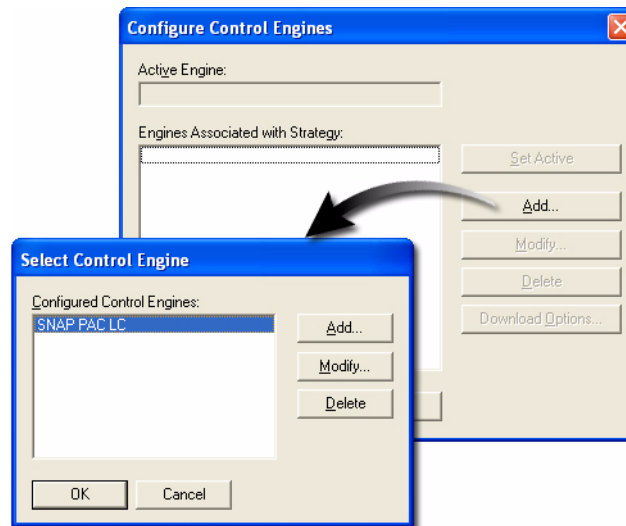 Configure Control Engines
Active Engine:
Engines Associated with Strategy:
Set Active
Add...
Modify...
Delete
Download Options...
Select Control Engine
Configured Control Engines:
SNAP PAC LC
Add...
Modify...
Delete
OK
Cancel